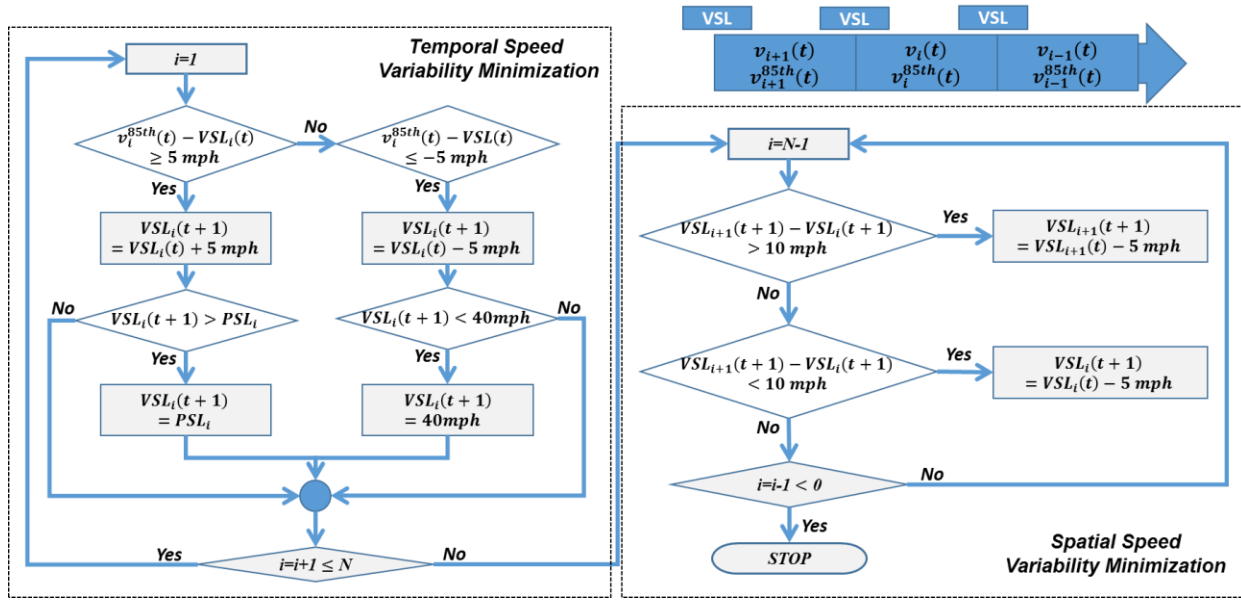 Temporal Speed
Variability Minimization
i=1
v_i^{85th}(t) − VSL_i(t)
≥ 5 mph
No
v_i^{85th}(t) − VSL(t)
≤ −5 mph
Yes
Yes
VSL_i(t + 1)
= VSL_i(t) + 5 mph
VSL_i(t + 1)
= VSL_i(t) − 5 mph
No
VSL_i(t + 1) > PSL_i
VSL_i(t + 1) < 40mph
No
Yes
Yes
VSL_i(t + 1)
= PSL_i
VSL_i(t + 1)
= 40mph
Yes
i=i+1 ≤ N
No
VSL
VSL
VSL
v_{i+1}(t)
v_{i+1}^{85th}(t)
v_i(t)
v_i^{85th}(t)
v_{i−1}(t)
v_{i−1}^{85th}(t)
i=N-1
VSL_{i+1}(t + 1) − VSL_i(t + 1)
> 10 mph
Yes
VSL_{i+1}(t + 1)
= VSL_{i+1}(t) − 5 mph
No
VSL_{i+1}(t + 1) − VSL_i(t + 1)
< 10 mph
Yes
VSL_i(t + 1)
= VSL_i(t) − 5 mph
No
i=i-1 < 0
No
Yes
STOP
Spatial Speed
Variability Minimization